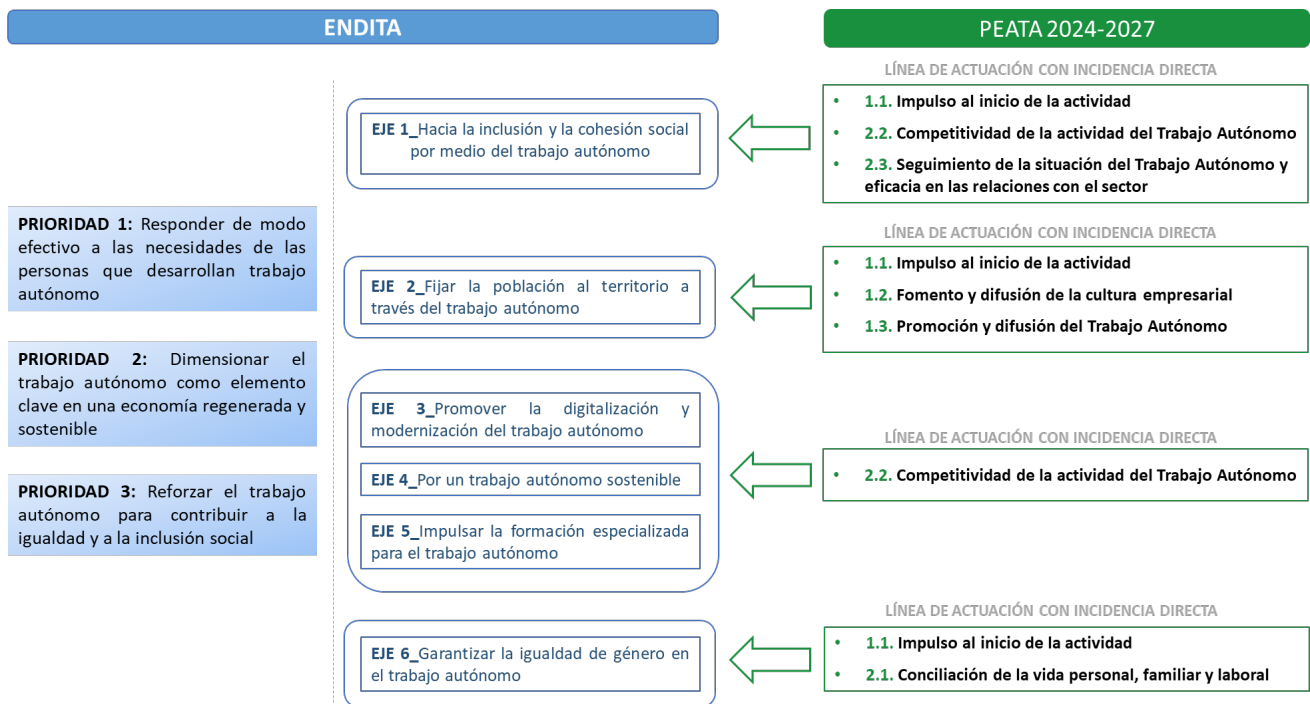 ENDITA
PRIORIDAD 1: Responder de modo
efectivo a las necesidades de las
personas que desarrollan trabajo
autónomo
PRIORIDAD 2: Dimensionar el
trabajo autónomo como elemento
clave en una economía regenerada y
sostenible
PRIORIDAD 3: Reforzar el trabajo
autónomo para contribuir a la
igualdad y a la inclusión social
EJE 1_Hacia la inclusión y la cohesión social
por medio del trabajo autónomo
EJE 2_Fijar la población al territorio a
través del trabajo autónomo
EJE 3_Promover la digitalización y
modernización del trabajo autónomo
EJE 4_Por un trabajo autónomo sostenible
EJE 5_Impulsar la formación especializada
para el trabajo autónomo
EJE 6_Garantizar la igualdad de género en
el trabajo autónomo
PEATA 2024-2027
LÍNEA DE ACTUACIÓN CON INCIDENCIA DIRECTA
• 1.1. Impulso al inicio de la actividad
• 2.2. Competitividad de la actividad del Trabajo Autónomo
• 2.3. Seguimiento de la situación del Trabajo Autónomo y
eficacia en las relaciones con el sector
LÍNEA DE ACTUACIÓN CON INCIDENCIA DIRECTA
• 1.1. Impulso al inicio de la actividad
• 1.2. Fomento y difusión de la cultura empresarial
• 1.3. Promoción y difusión del Trabajo Autónomo
LÍNEA DE ACTUACIÓN CON INCIDENCIA DIRECTA
• 2.2. Competitividad de la actividad del Trabajo Autónomo
LÍNEA DE ACTUACIÓN CON INCIDENCIA DIRECTA
• 1.1. Impulso al inicio de la actividad
• 2.1. Conciliación de la vida personal, familiar y laboral